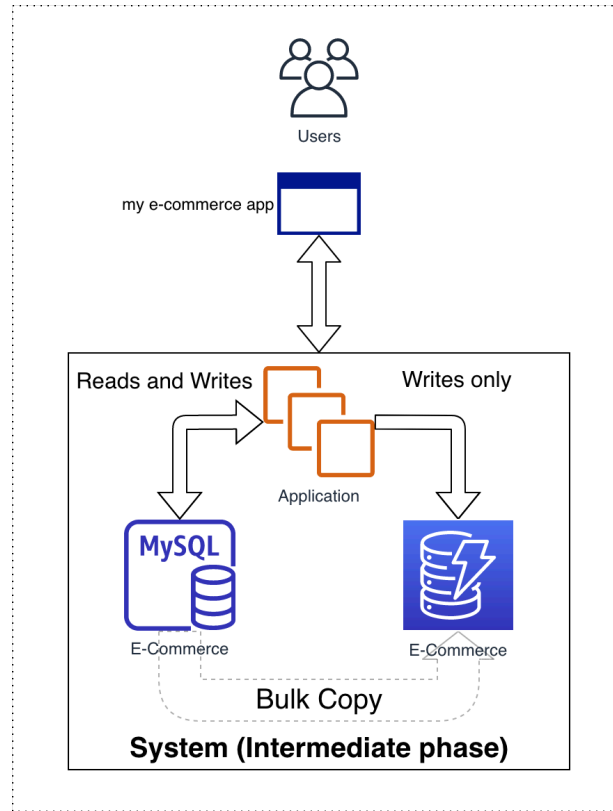 Users
my e-commerce app
Reads and Writes
Writes only
Application
MySQL
E-Commerce
E-Commerce
Bulk Copy
System (Intermediate phase)